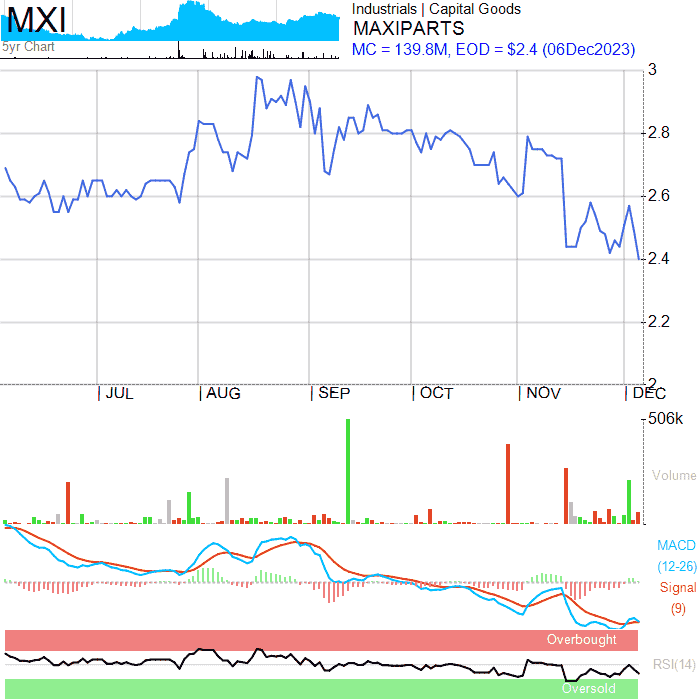 MXI
5yr Chart
Industrials | Capital Goods
MAXIPARTS
MC = 139.8M, EOD = $2.4 (06Dec2023)
3
2.8
2.6
2.4
2.2
2
JUL
AUG
SEP
OCT
NOV
DEC
506k
Volume
MACD
(12-26)
Signal
(9)
Overbought
RSI(14)
Oversold